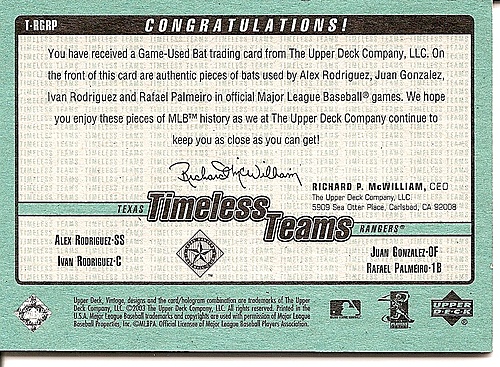 T-RGRP
CONGRATULATIONS!
You have received a Game-Used Bat trading card from The Upper Deck Company, LLC. On
the front of this card are authentic pieces of bats used by Alex Rodriguez, Juan Gonzalez,
Ivan Rodriguez and Rafael Palmeiro in official Major League Baseball® games. We hope
you enjoy these pieces of MLB™ history as we at The Upper Deck Company continue to
keep you as close as you can get!
Richard P. McWilliam
RICHARD P. McWILLIAM, CEO
The Upper Deck Company, LLC.
5909 Sea Otter Place, Carlsbad, CA 92008
TEXAS Timeless
Teams RANGERS®
ALEX RODRIGUEZ-SS
IVAN RODRIGUEZ-C
JUAN GONZALEZ-OF
RAFAEL PALMEIRO-1B
Upper Deck, Vintage, designs and the card/hologram combination are trademarks of The Upper
Deck Company, LLC. ©2003 The Upper Deck Company, LLC. All rights reserved. Printed in the
U.S.A. Major League Baseball trademarks and copyrights are used with permission of Major League
Baseball Properties, Inc. ©MLBPA. Official Licensee of Major League Baseball Players Association.
UPPER
DECK